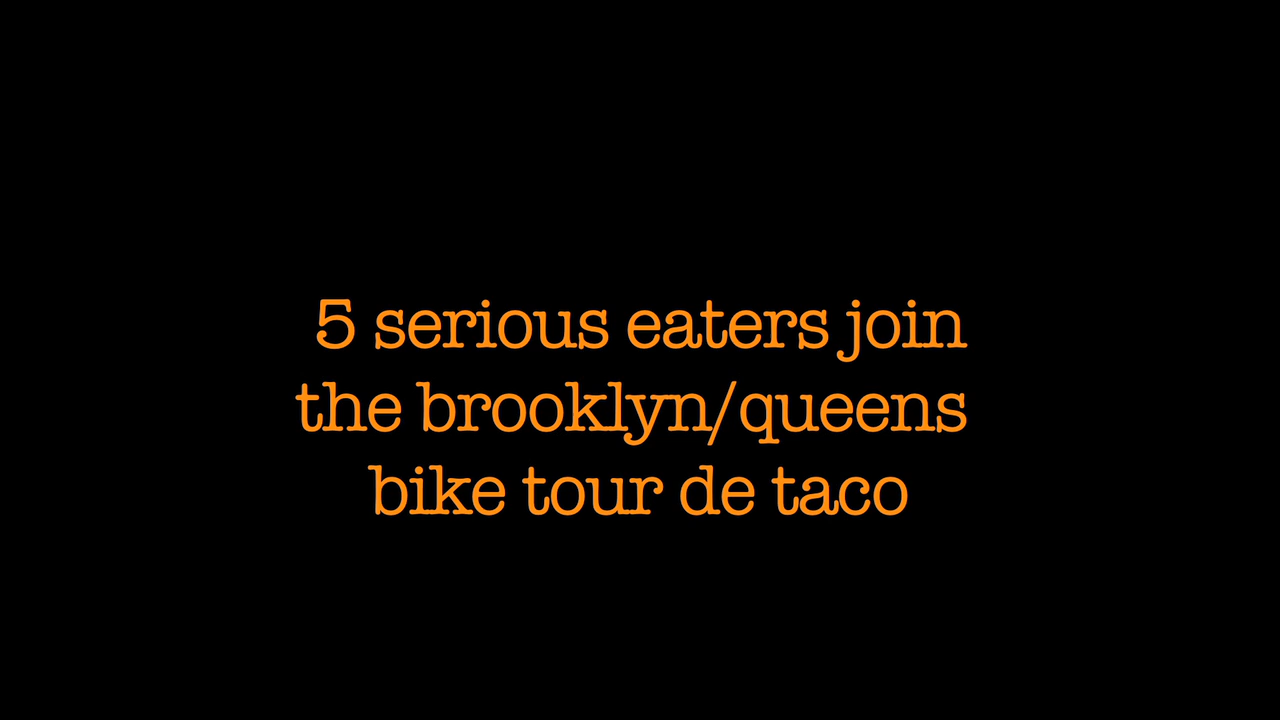 5 serious eaters join
the brooklyn/queens
bike tour de taco